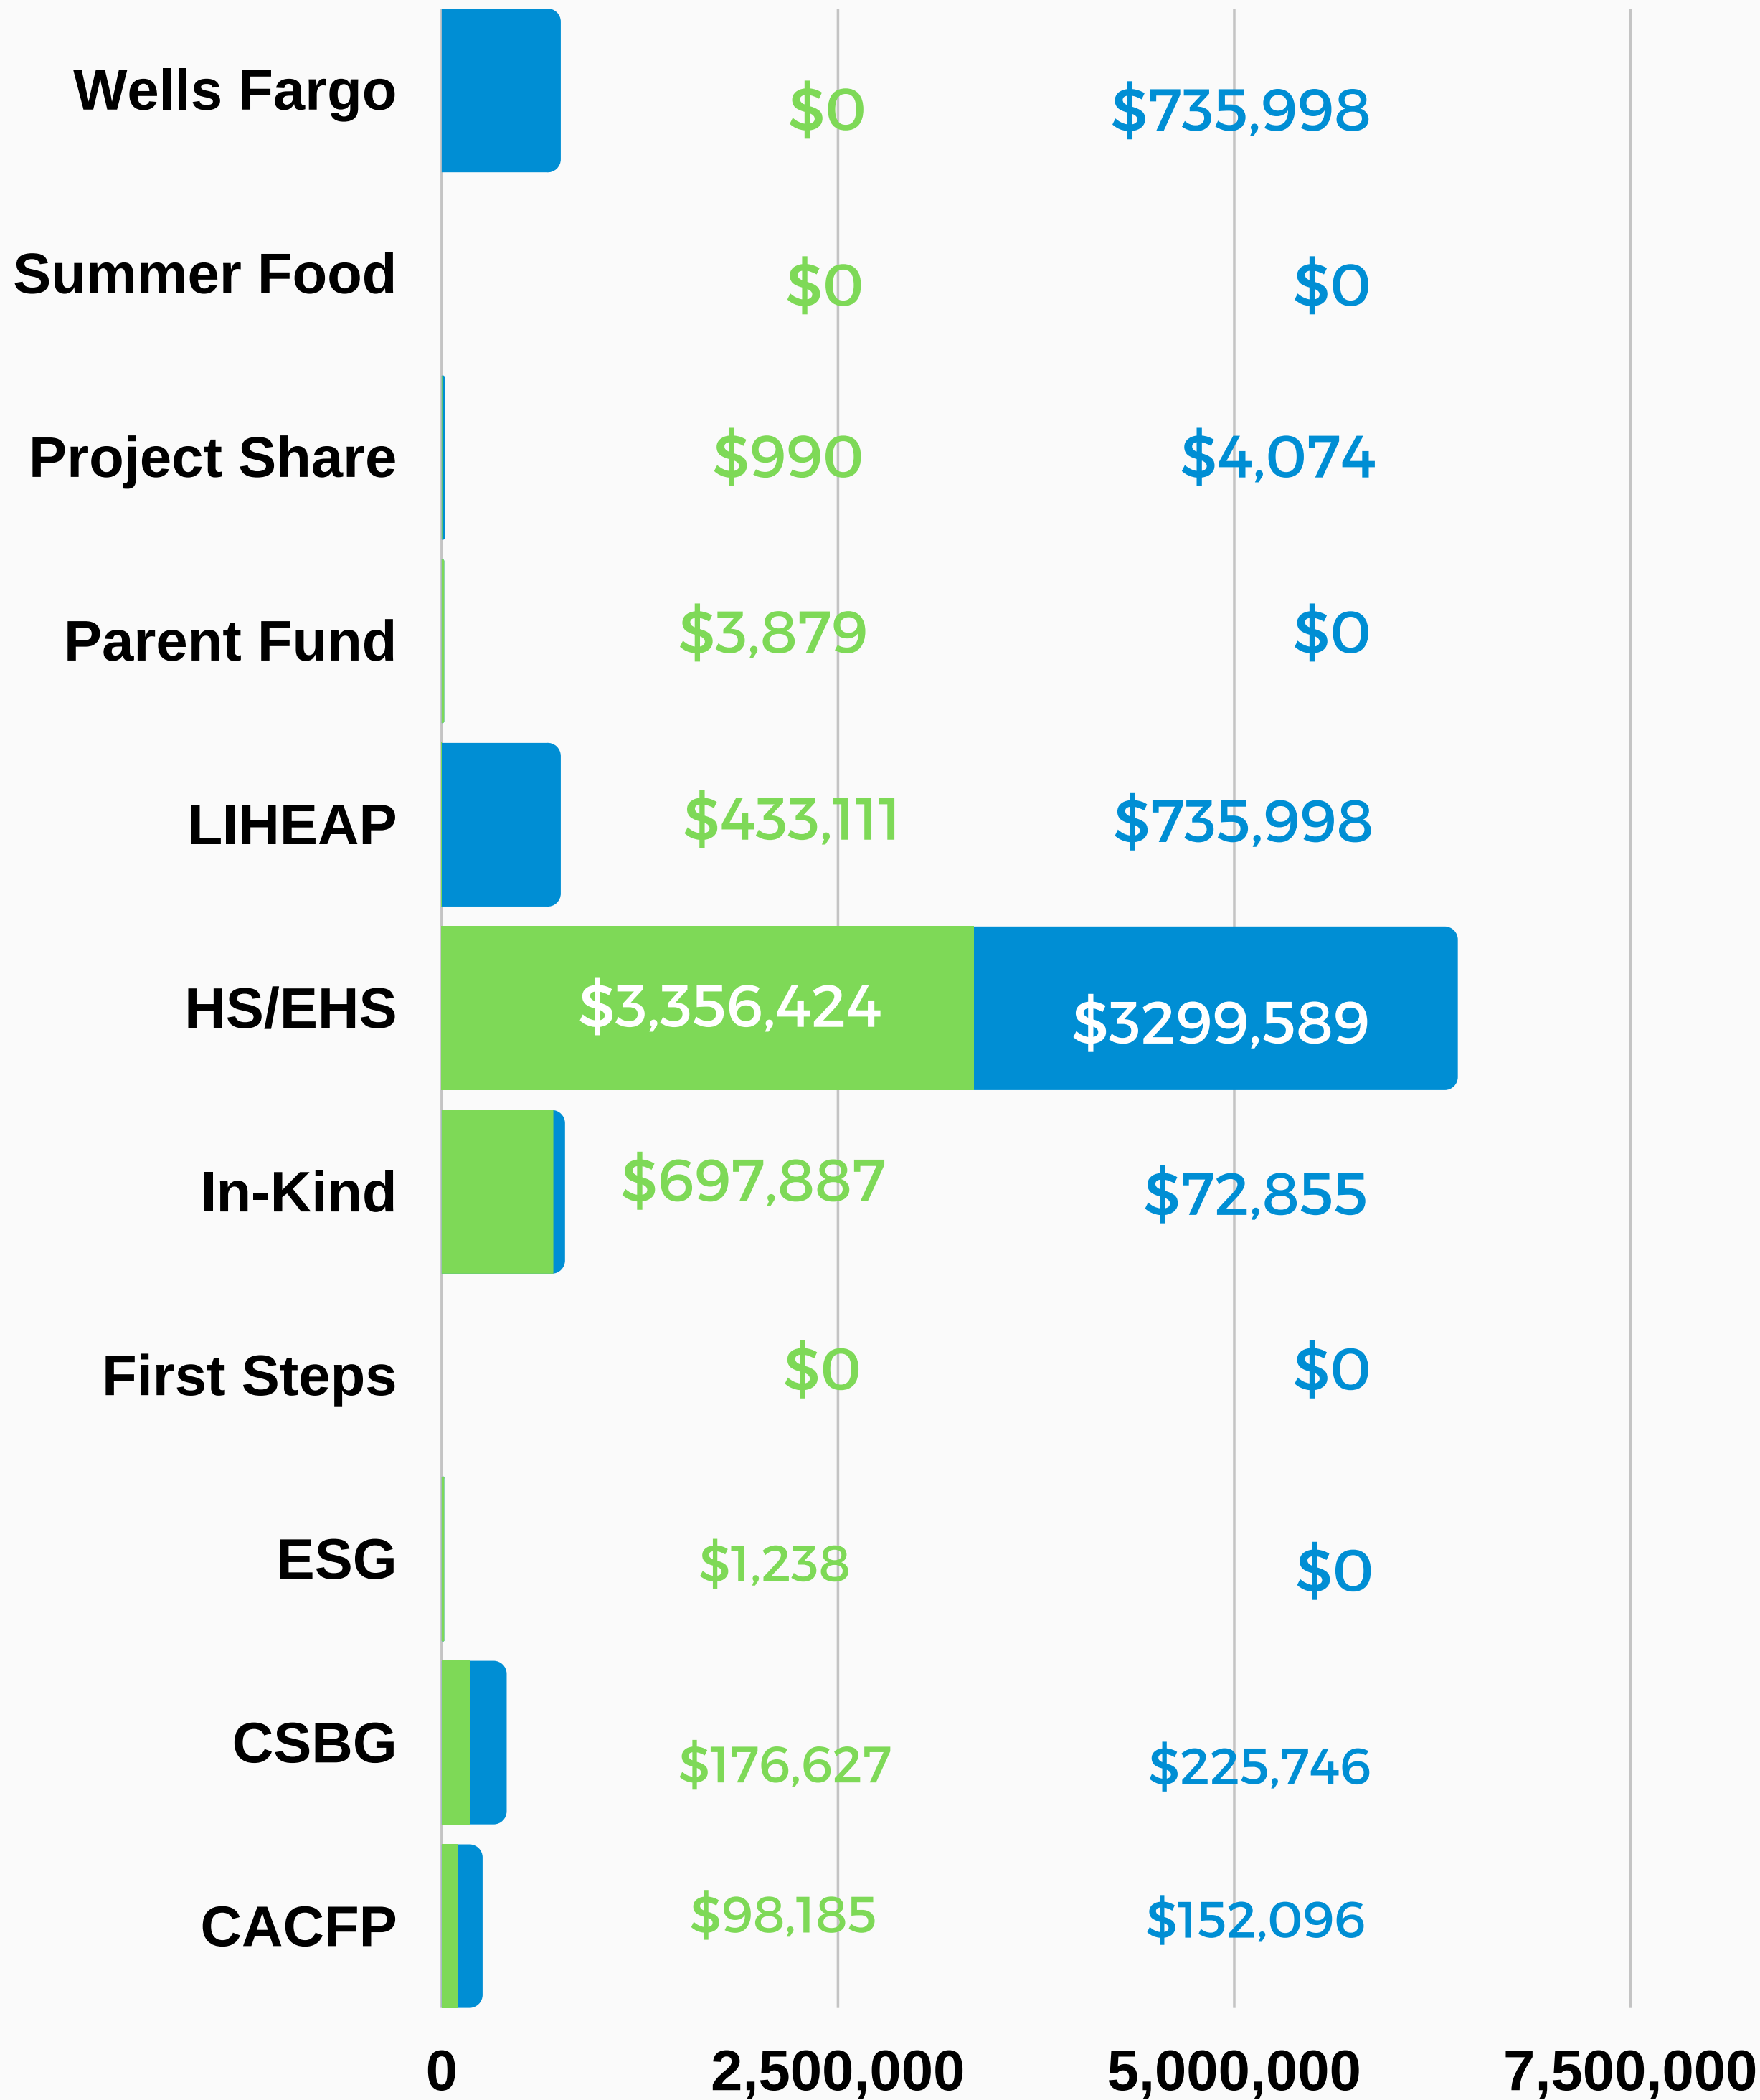 Wells Fargo $0 $735,998
Summer Food $0 $0
Project Share $990 $4,074
Parent Fund $3,879 $0
LIHEAP $433,111 $735,998
HS/EHS $3,356,424 $3299,589
In-Kind $697,887 $72,855
First Steps $0 $0
ESG $1,238 $0
CSBG $176,627 $225,746
CACFP $98,185 $152,096
0 2,500,000 5,000,000 7,500,000